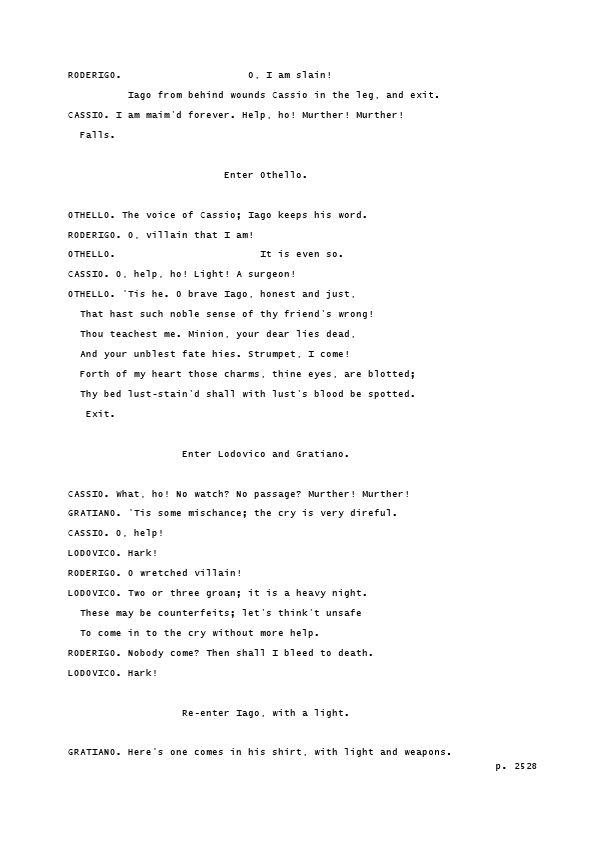 RODERIGO.                     O, I am slain!
          Iago from behind wounds Cassio in the leg, and exit.
CASSIO. I am maim'd forever. Help, ho! Murther! Murther!
  Falls.
                          Enter Othello.
OTHELLO. The voice of Cassio; Iago keeps his word.
RODERIGO. O, villain that I am!
OTHELLO.                        It is even so.
CASSIO. O, help, ho! Light! A surgeon!
OTHELLO. 'Tis he. O brave Iago, honest and just,
  That hast such noble sense of thy friend's wrong!
  Thou teachest me. Minion, your dear lies dead,
  And your unblest fate hies. Strumpet, I come!
  Forth of my heart those charms, thine eyes, are blotted;
  Thy bed lust-stain'd shall with lust's blood be spotted.
   Exit.
                   Enter Lodovico and Gratiano.
CASSIO. What, ho! No watch? No passage? Murther! Murther!
GRATIANO. 'Tis some mischance; the cry is very direful.
CASSIO. O, help!
LODOVICO. Hark!
RODERIGO. O wretched villain!
LODOVICO. Two or three groan; it is a heavy night.
  These may be counterfeits; let's think't unsafe
  To come in to the cry without more help.
RODERIGO. Nobody come? Then shall I bleed to death.
LODOVICO. Hark!
                   Re-enter Iago, with a light.
GRATIANO. Here's one comes in his shirt, with light and weapons.
p. 2528